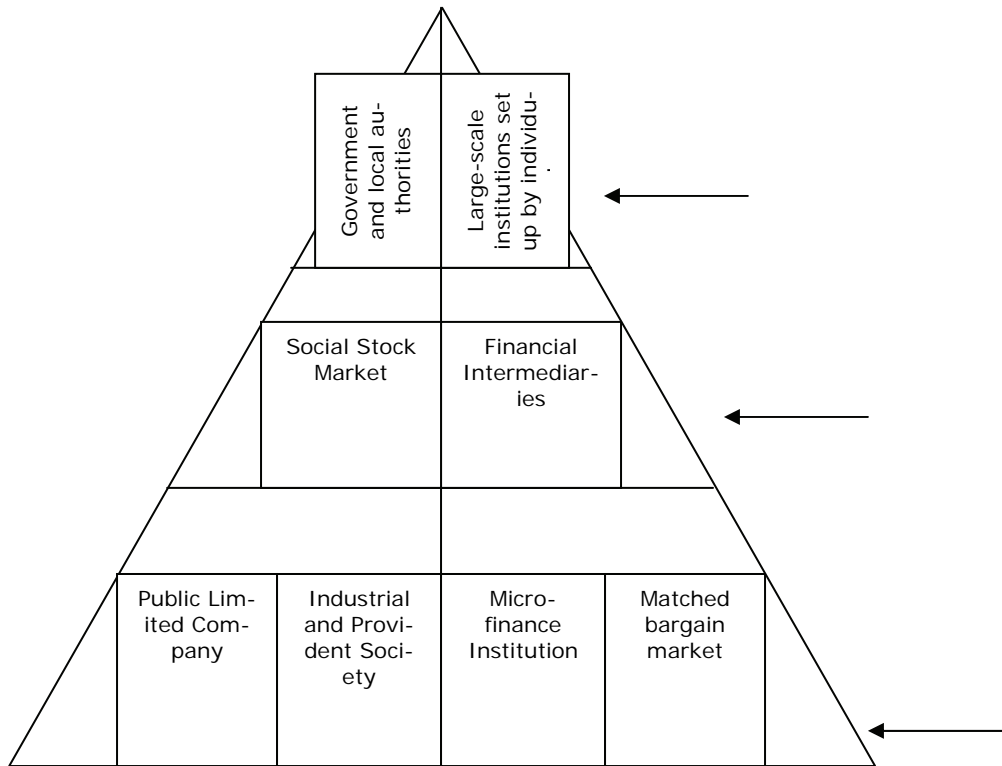 Government
and local au-
thorities
Large-scale
institutions set
up by individu-
.
Social Stock
Market
Financial
Intermediar-
ies
Public Lim-
ited Com-
pany
Industrial
and Provi-
dent Soci-
ety
Micro-
finance
Institution
Matched
bargain
market